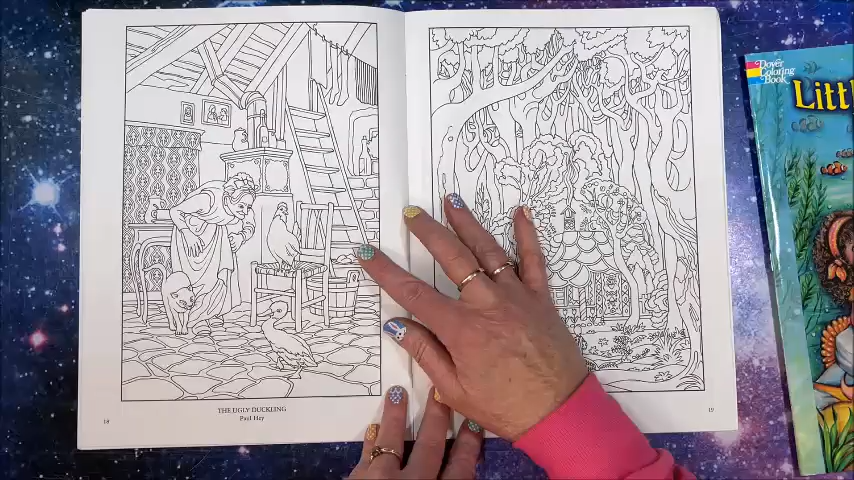 THE UGLY DUCKLING
Paul Hey
18
19
Dover
Coloring
Book
Littl